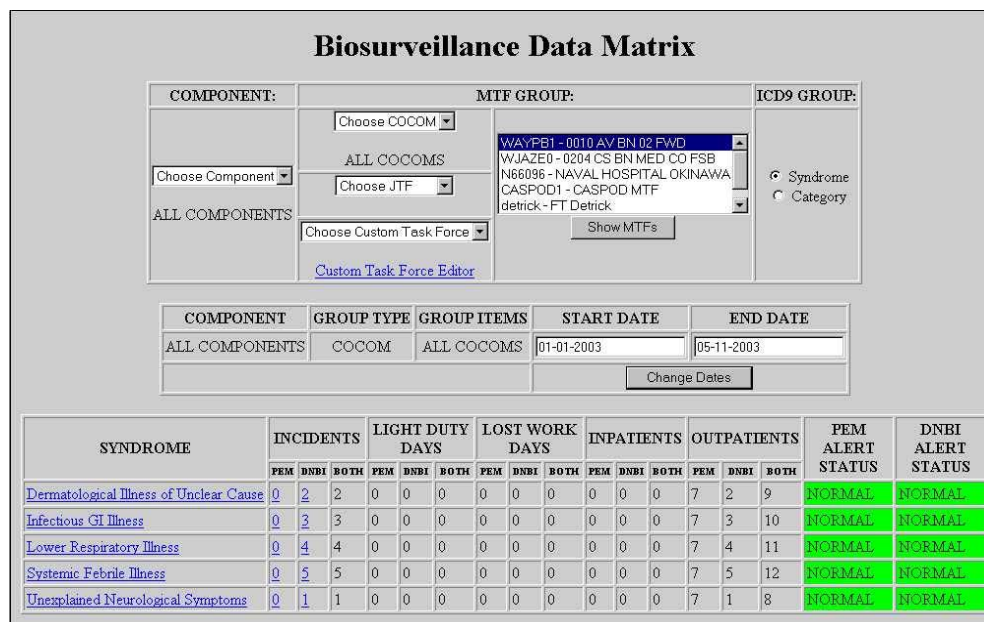 Biosurveillance Data Matrix
COMPONENT: MTF GROUP: ICD9 GROUP:
Choose Component
ALL COMPONENTS
Choose COCOM
ALL COCOMS
Choose JTF
Choose Custom Task Force
Custom Task Force Editor
WAYPB1 - 0010 AV BN 02 FWD
WJAZE0 - 0204 CS BN MED CO FSB
N66096 - NAVAL HOSPITAL OKINAWA
CASPOD1 - CASPOD MTF
detrick - FT Detrick
Show MTFs
Syndrome
Category
COMPONENT GROUP TYPE GROUP ITEMS START DATE END DATE
ALL COMPONENTS COCOM ALL COCOMS 01-01-2003 05-11-2003
Change Dates
SYNDROME INCIDENTS LIGHT DUTY DAYS LOST WORK DAYS INPATIENTS OUTPATIENTS PEM ALERT STATUS DNBI ALERT STATUS
PEM DNBI BOTH PEM DNBI BOTH PEM DNBI BOTH PEM DNBI BOTH PEM DNBI BOTH
Dermatological Illness of Unclear Cause 0 2 2 0 0 0 0 0 0 0 0 0 7 2 9 NORMAL NORMAL
Infectious GI Illness 0 3 3 0 0 0 0 0 0 0 0 0 7 3 10 NORMAL NORMAL
Lower Respiratory Illness 0 4 4 0 0 0 0 0 0 0 0 0 7 4 11 NORMAL NORMAL
Systemic Febrile Illness 0 5 5 0 0 0 0 0 0 0 0 0 7 5 12 NORMAL NORMAL
Unexplained Neurological Symptoms 0 1 1 0 0 0 0 0 0 0 0 0 7 1 8 NORMAL NORMAL